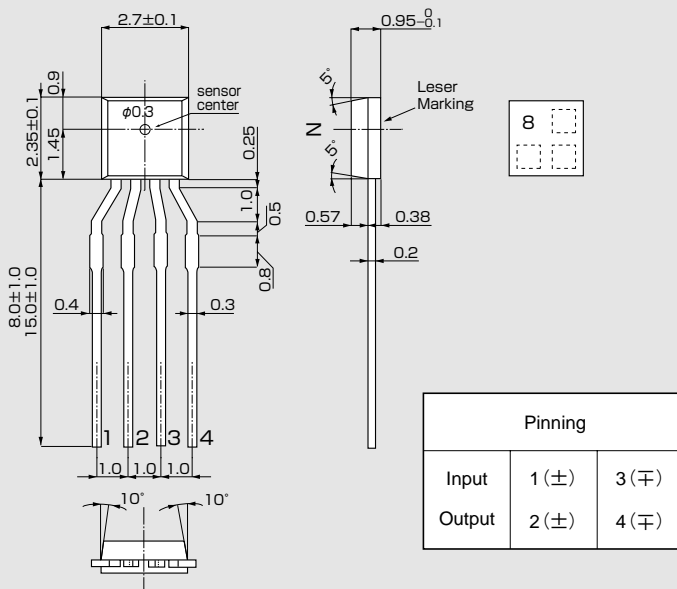 2.7±0.1
0.95 0 -0.1
0.9
2.35±0.1
1.45
φ0.3
sensor
center
0.25
1.0
0.5
0.8
8.0±1.0
15.0±1.0
0.4
0.3
1 2 3 4
1.0 1.0 1.0
10° 10°
5°
N
5°
Leser
Marking
0.57
0.38
0.2
8
Pinning
Input 1(±) 3(∓)
Output 2(±) 4(∓)